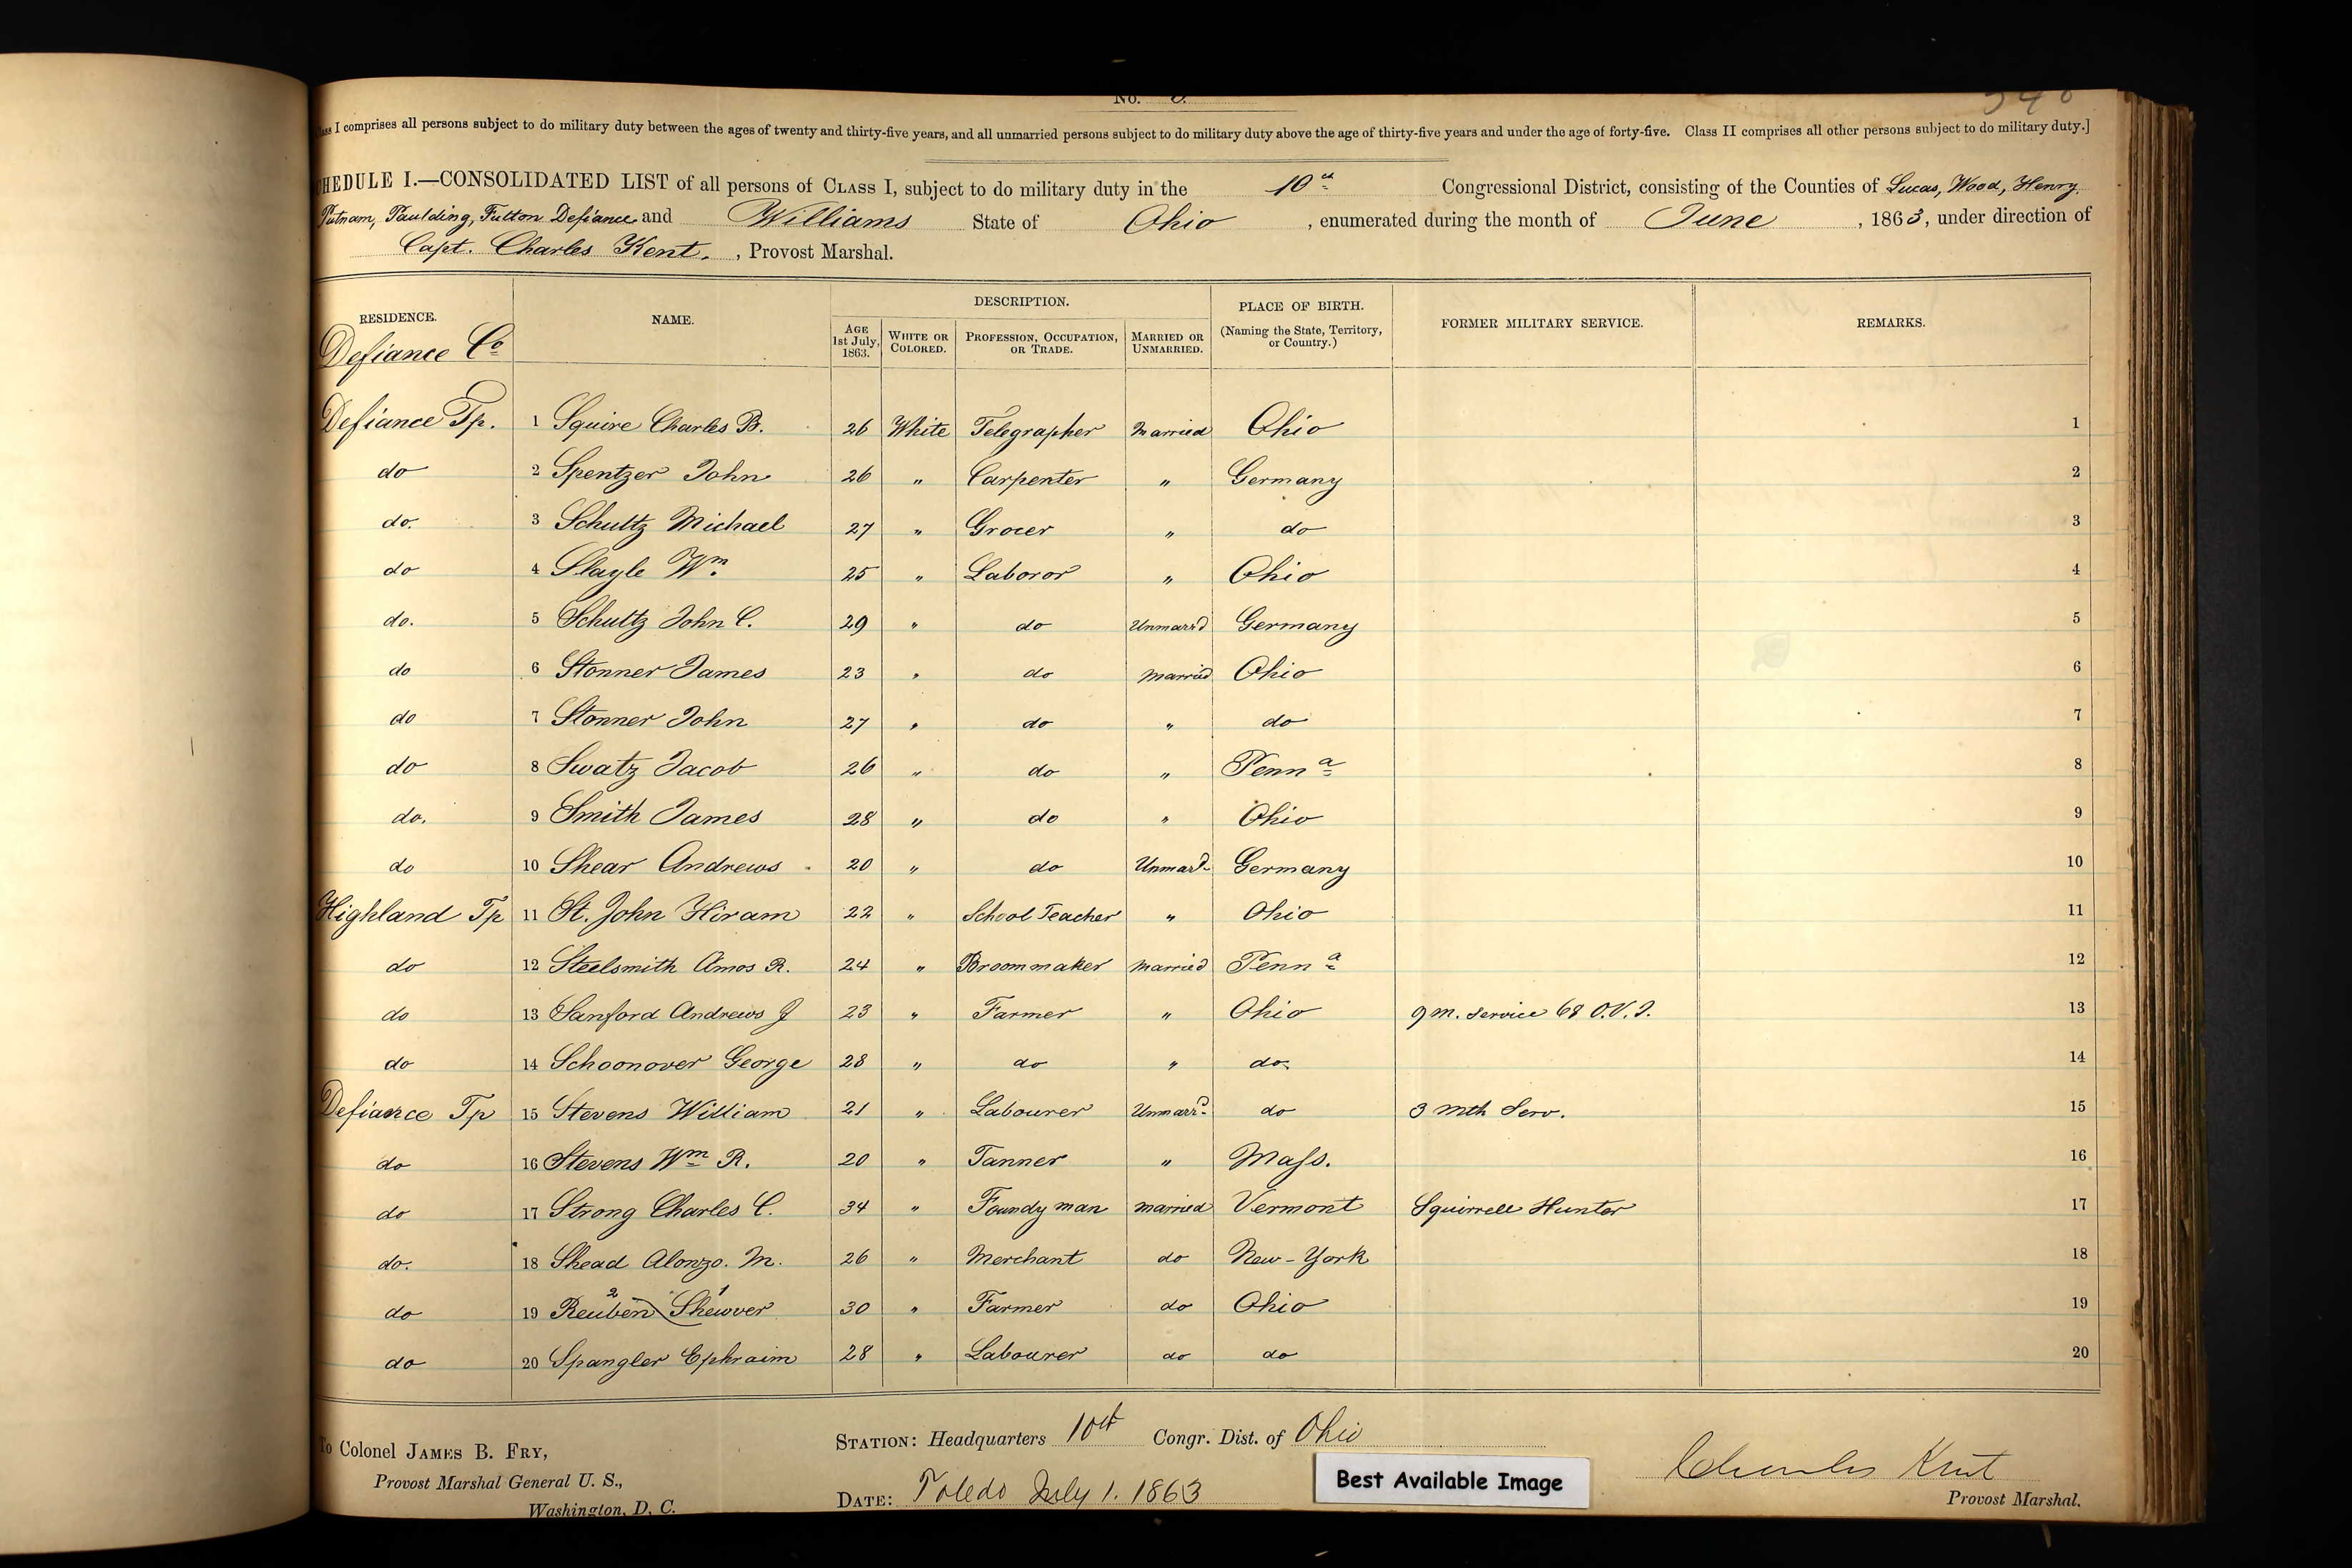 No. 6.
ass I comprises all persons subject to do military duty between the ages of twenty and thirty-five years, and all unmarried persons subject to do military duty above the age of thirty-five years and under the age of forty-five. Class II comprises all other persons subject to do military duty.]
HEDULE I.—CONSOLIDATED LIST of all persons of CLASS I, subject to do military duty in the 10th Congressional District, consisting of the Counties of Lucas, Wood, Henry,
Putnam, Paulding, Fulton Defiance and Williams State of Ohio, enumerated during the month of June, 1863, under direction of
Capt. Charles Kent., Provost Marshal.
RESIDENCE. NAME. DESCRIPTION. PLACE OF BIRTH. (Naming the State, Territory, or Country.) FORMER MILITARY SERVICE. REMARKS.
AGE 1st July, 1863. WHITE OR COLORED. PROFESSION, OCCUPATION, OR TRADE. MARRIED OR UNMARRIED.
Defiance Co
Defiance Tp. 1 Squire Charles B. 26 White Telegrapher Married Ohio 1
do 2 Spentzer John 26 " Carpenter " Germany 2
do. 3 Schultz Michael 27 " Grocer " do 3
do 4 Slayle Wm. 25 " Laboror " Ohio 4
do. 5 Schultz John C. 29 " do Unmarrd Germany 5
do 6 Stonner James 23 " do Married Ohio 6
do 7 Stonner John 27 " do " do 7
do 8 Swatz Jacob 26 " do " Penna 8
do. 9 Smith James 28 " do " Ohio 9
do 10 Shear Andrews 20 " do Unmard Germany 10
Highland Tp 11 St. John Hiram 22 " School Teacher " Ohio 11
do 12 Steelsmith Amos R. 24 " Broommaker Married Penna 12
do 13 Sanford Andrews J 23 " Farmer " Ohio 9 m. service 68 O.V.I. 13
do 14 Schoonover George 28 " do " do 14
Defiance Tp 15 Stevens William 21 " Labourer Unmarrd do 3 mth Serv. 15
do 16 Stevens Wm R. 20 " Tanner " Mass. 16
do 17 Strong Charles C. 34 " Foundy man married Vermont Squirrell Hunter 17
do. 18 Shead Alonzo. M. 26 " Merchant do New-York 18
2 1
do 19 Reuben Shewver 30 " Farmer do Ohio 19
do 20 Spangler Ephraim 28 " Labourer do do 20
To Colonel JAMES B. FRY,
Provost Marshal General U. S.,
Washington, D. C.
STATION: Headquarters 10th Congr. Dist. of Ohio
DATE: Toledo July 1. 1863
Best Available Image
Charles Kent
Provost Marshal.